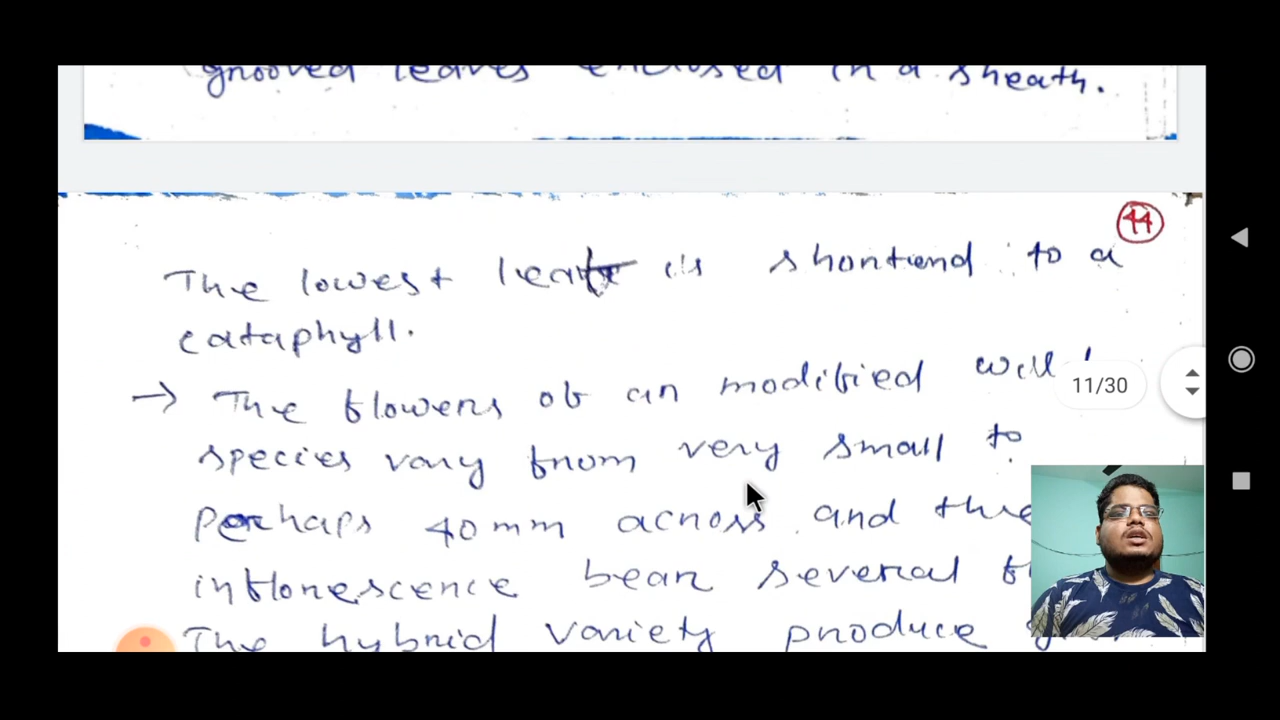 grooved leaves enclosed in a sheath.
44
The lowest leaf is shortend to a
cataphyll.
→ The flowers of an modified wild
11/30
species vary from very small to
perhaps 40mm across and the
inflorescence bear several
The hybrid variety produce